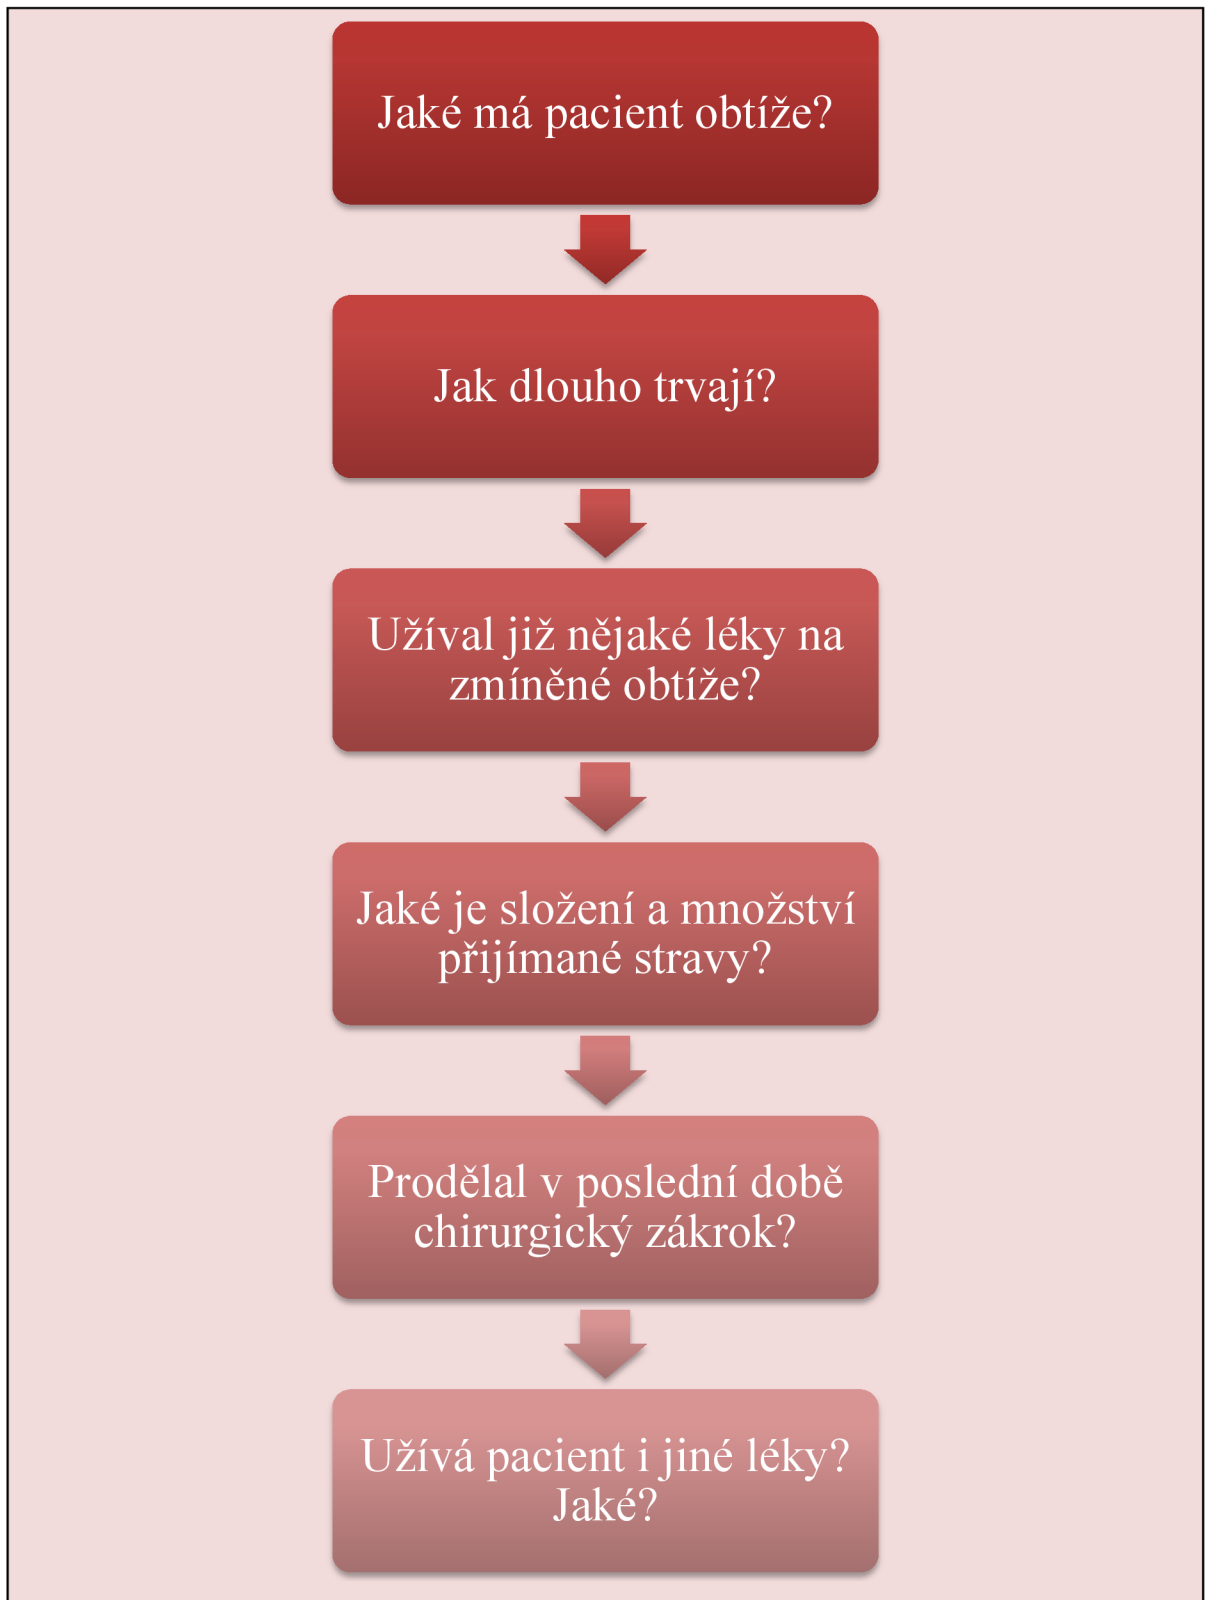 Jaké má pacient obtíže?
Jak dlouho trvají?
Užíval již nějaké léky na
zmíněné obtíže?
Jaké je složení a množství
přijímané stravy?
Prodělal v poslední době
chirurgický zákrok?
Užívá pacient i jiné léky?
Jaké?